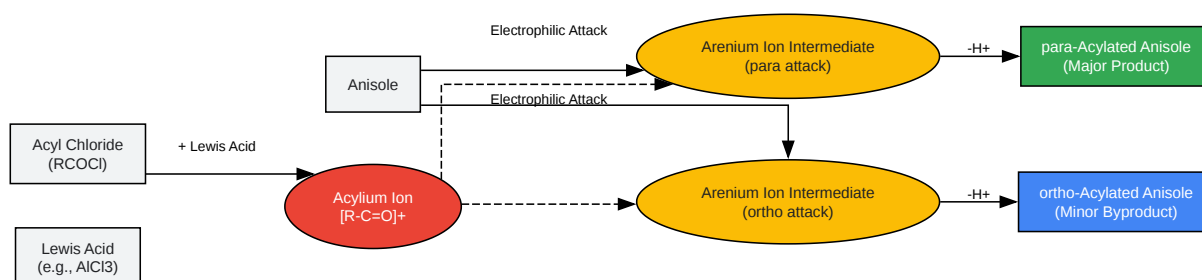 Electrophilic Attack
Arenium Ion Intermediate
(para attack)
-H+
para-Acylated Anisole
(Major Product)
Anisole
Electrophilic Attack
Acyl Chloride
(RCOCl)
+ Lewis Acid
Acylium Ion
[R-C=O]+
Arenium Ion Intermediate
(ortho attack)
-H+
ortho-Acylated Anisole
(Minor Byproduct)
Lewis Acid
(e.g., AlCl3)